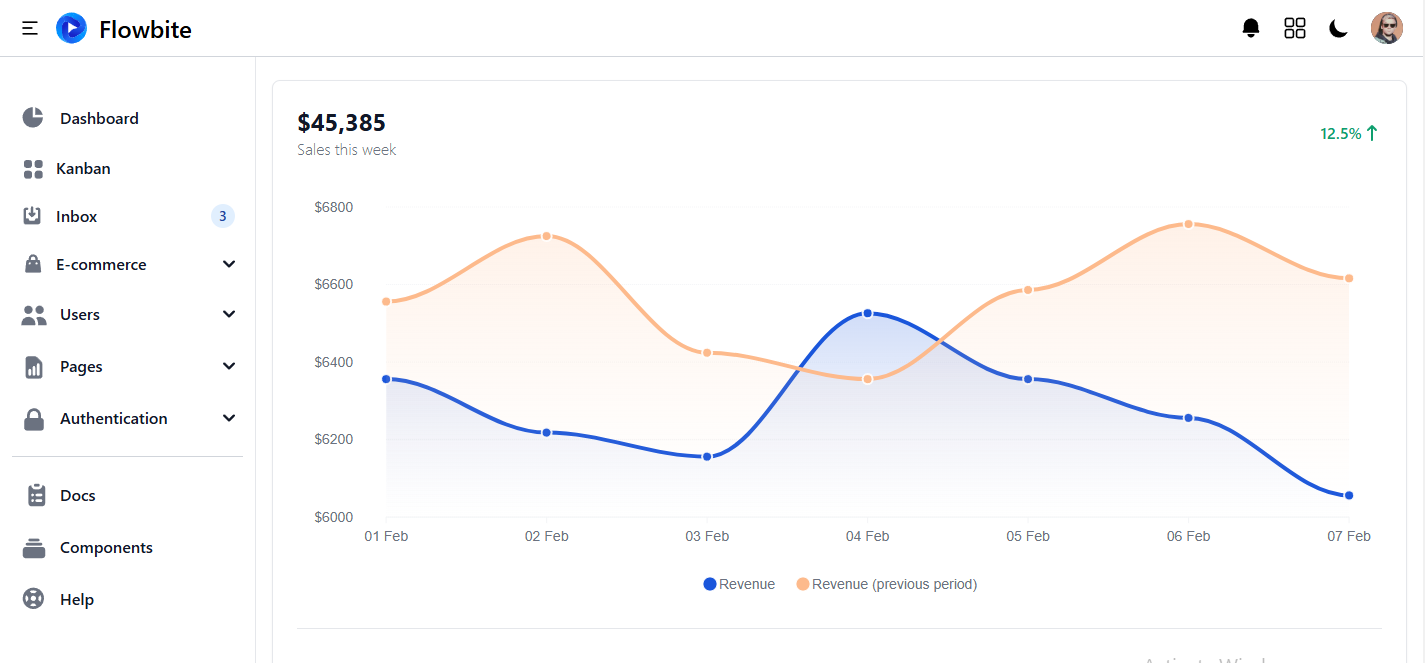 Flowbite
Dashboard
Kanban
Inbox 3
E-commerce
Users
Pages
Authentication
Docs
Components
Help
$45,385
Sales this week
12.5%
$6800
$6600
$6400
$6200
$6000
01 Feb 02 Feb 03 Feb 04 Feb 05 Feb 06 Feb 07 Feb
Revenue Revenue (previous period)